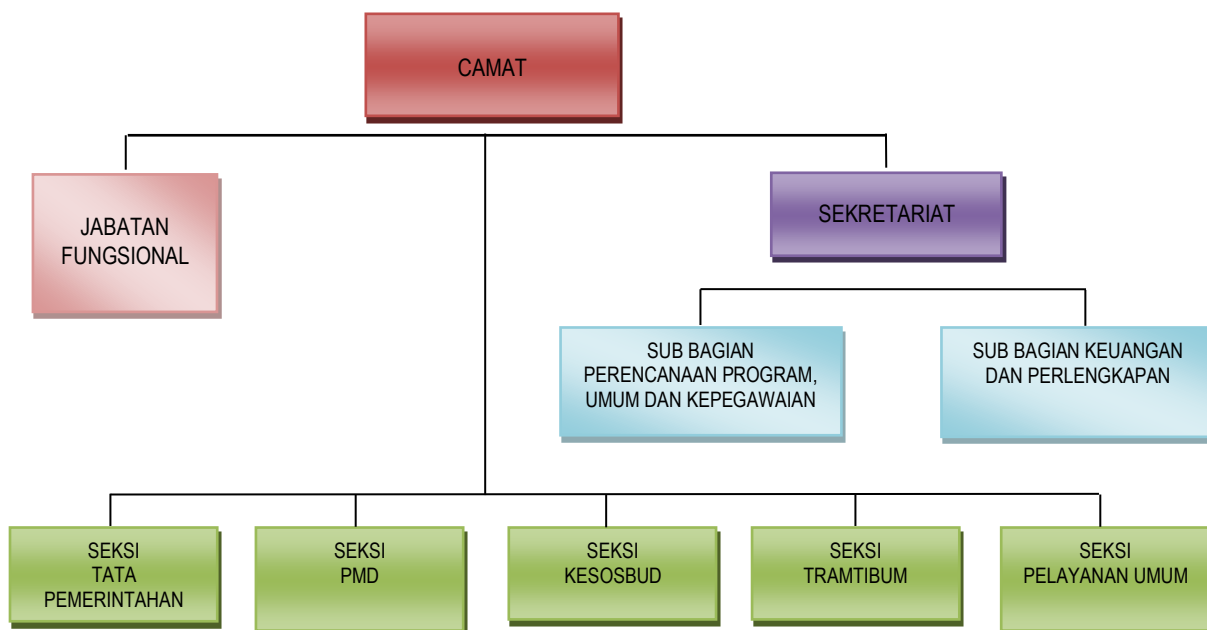 CAMAT
JABATAN
FUNGSIONAL
SEKRETARIAT
SUB BAGIAN
PERENCANAAN PROGRAM,
UMUM DAN KEPEGAWAIAN
SUB BAGIAN KEUANGAN
DAN PERLENGKAPAN
SEKSI
TATA
PEMERINTAHAN
SEKSI
PMD
SEKSI
KESOSBUD
SEKSI
TRAMTIBUM
SEKSI
PELAYANAN UMUM